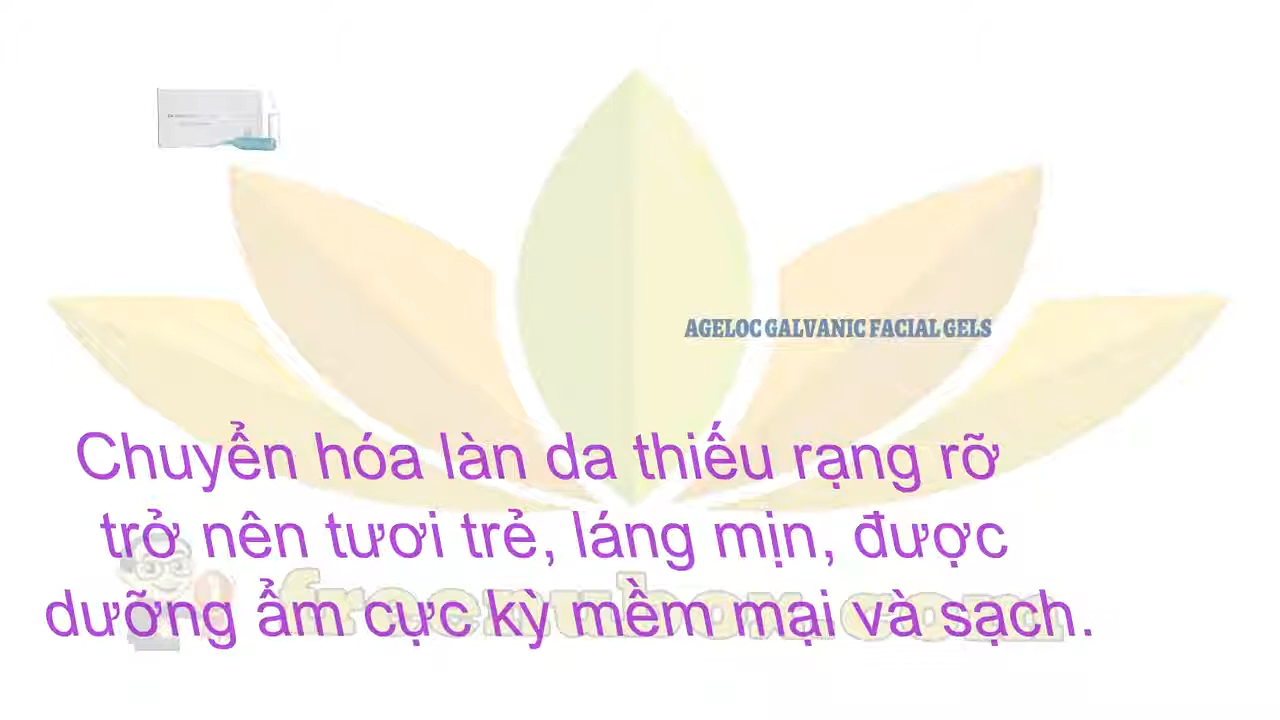 AGELOC GALVANIC FACIAL GELS
Chuyển hóa làn da thiếu rạng rỡ
trở nên tươi trẻ, láng mịn, được
dưỡng ẩm cực kỳ mềm mại và sạch.